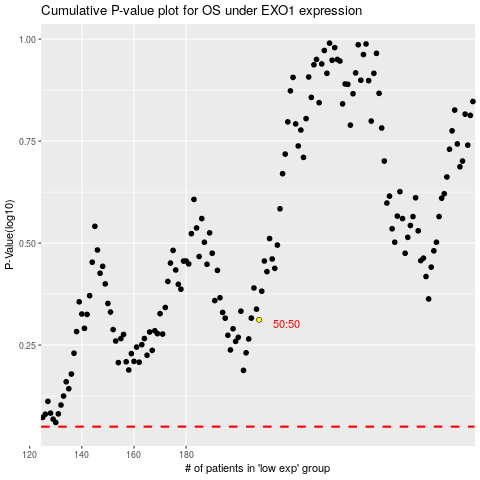 Cumulative P-value plot for OS under EXO1 expression
1.00
0.75
0.50
0.25
P-Value(log10)
50:50
120 140 160 180
# of patients in 'low exp' group